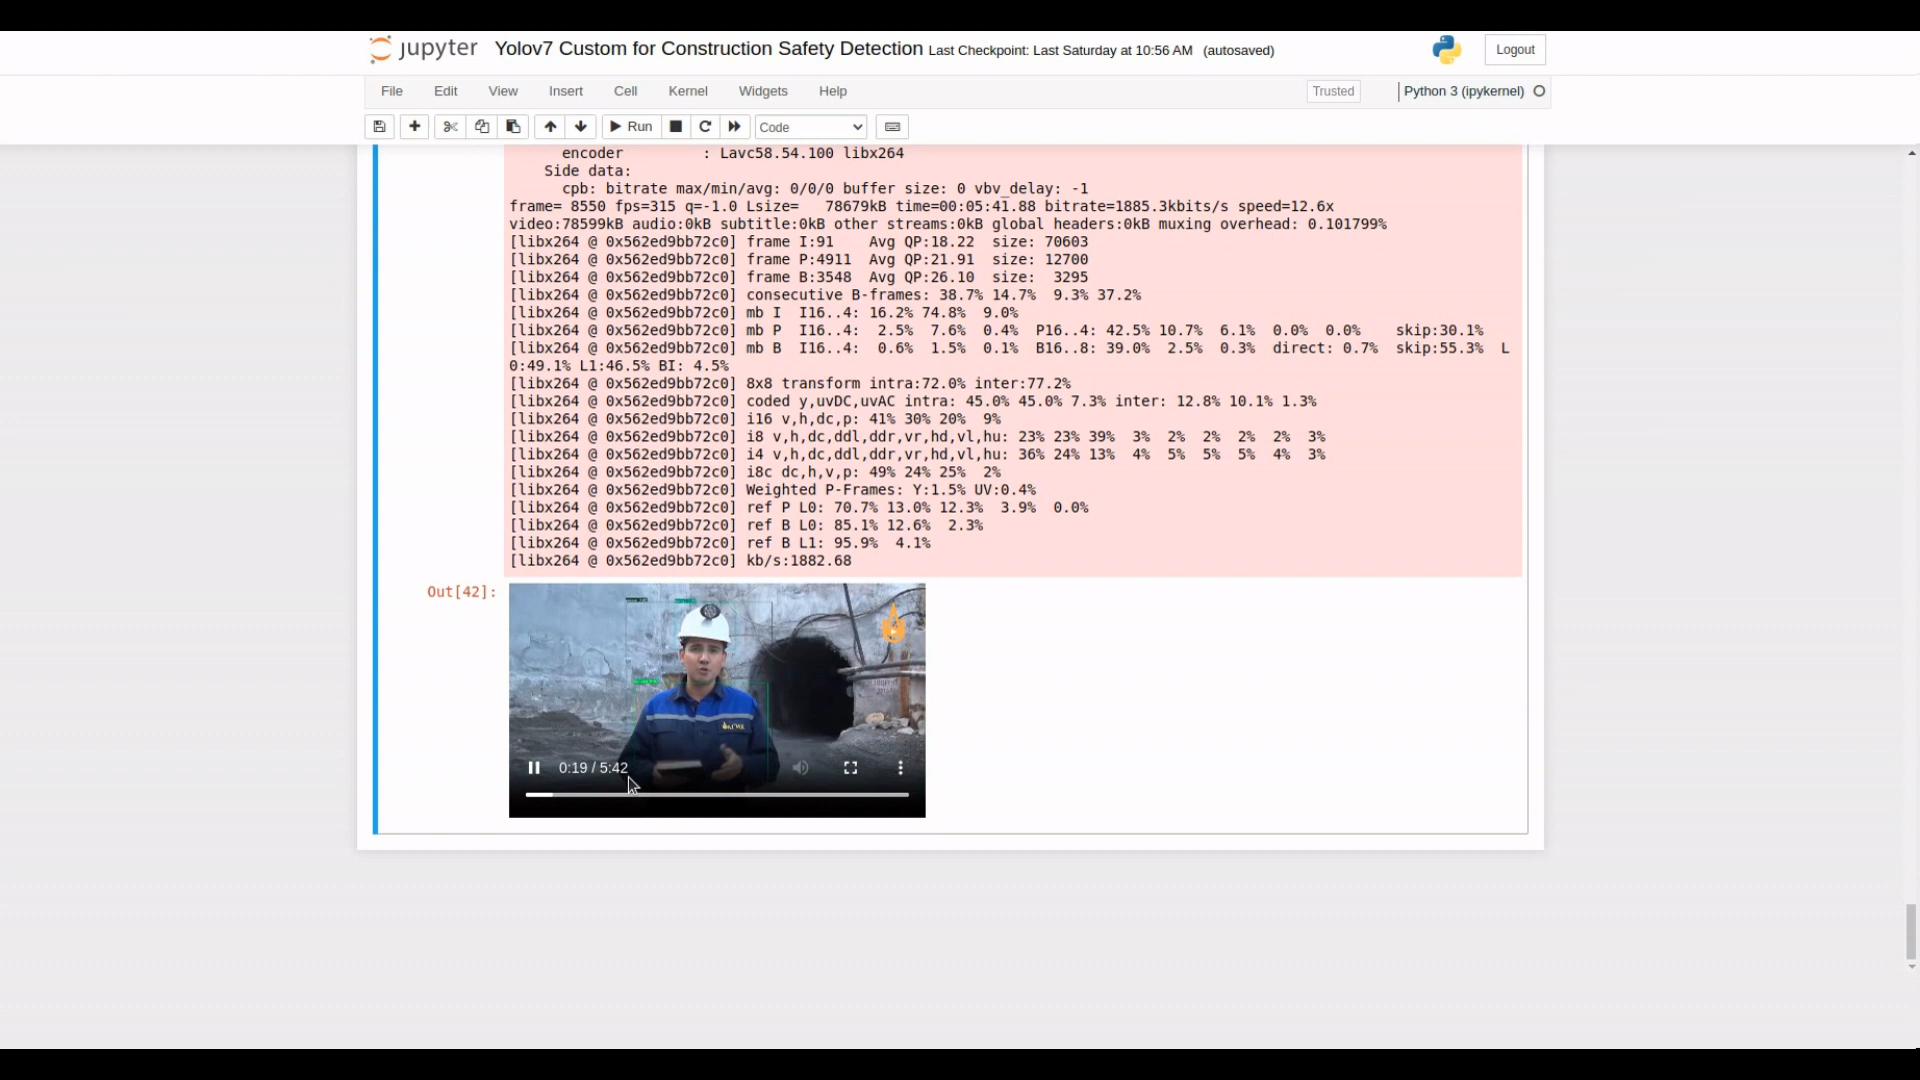 jupyter Yolov7 Custom for Construction Safety Detection Last Checkpoint: Last Saturday at 10:56 AM (autosaved) Logout
File Edit View Insert Cell Kernel Widgets Help Trusted Python 3 (ipykernel)
Run Code
encoder : Lavc58.54.100 libx264
Side data:
cpb: bitrate max/min/avg: 0/0/0 buffer size: 0 vbv_delay: -1
frame= 8550 fps=315 q=-1.0 Lsize= 78679kB time=00:05:41.88 bitrate=1885.3kbits/s speed=12.6x
video:78599kB audio:0kB subtitle:0kB other streams:0kB global headers:0kB muxing overhead: 0.101799%
[libx264 @ 0x562ed9bb72c0] frame I:91 Avg QP:18.22 size: 70603
[libx264 @ 0x562ed9bb72c0] frame P:4911 Avg QP:21.91 size: 12700
[libx264 @ 0x562ed9bb72c0] frame B:3548 Avg QP:26.10 size: 3295
[libx264 @ 0x562ed9bb72c0] consecutive B-frames: 38.7% 14.7% 9.3% 37.2%
[libx264 @ 0x562ed9bb72c0] mb I I16..4: 16.2% 74.8% 9.0%
[libx264 @ 0x562ed9bb72c0] mb P I16..4: 2.5% 7.6% 0.4% P16..4: 42.5% 10.7% 6.1% 0.0% 0.0% skip:30.1%
[libx264 @ 0x562ed9bb72c0] mb B I16..4: 0.6% 1.5% 0.1% B16..8: 39.0% 2.5% 0.3% direct: 0.7% skip:55.3% L
0:49.1% L1:46.5% BI: 4.5%
[libx264 @ 0x562ed9bb72c0] 8x8 transform intra:72.0% inter:77.2%
[libx264 @ 0x562ed9bb72c0] coded y,uvDC,uvAC intra: 45.0% 45.0% 7.3% inter: 12.8% 10.1% 1.3%
[libx264 @ 0x562ed9bb72c0] i16 v,h,dc,p: 41% 30% 20% 9%
[libx264 @ 0x562ed9bb72c0] i8 v,h,dc,ddl,ddr,vr,hd,vl,hu: 23% 23% 39% 3% 2% 2% 2% 2% 3%
[libx264 @ 0x562ed9bb72c0] i4 v,h,dc,ddl,ddr,vr,hd,vl,hu: 36% 24% 13% 4% 5% 5% 5% 4% 3%
[libx264 @ 0x562ed9bb72c0] i8c dc,h,v,p: 49% 24% 25% 2%
[libx264 @ 0x562ed9bb72c0] Weighted P-Frames: Y:1.5% UV:0.4%
[libx264 @ 0x562ed9bb72c0] ref P L0: 70.7% 13.0% 12.3% 3.9% 0.0%
[libx264 @ 0x562ed9bb72c0] ref B L0: 85.1% 12.6% 2.3%
[libx264 @ 0x562ed9bb72c0] ref B L1: 95.9% 4.1%
[libx264 @ 0x562ed9bb72c0] kb/s:1882.68
Out[42]:
0:19 / 5:42